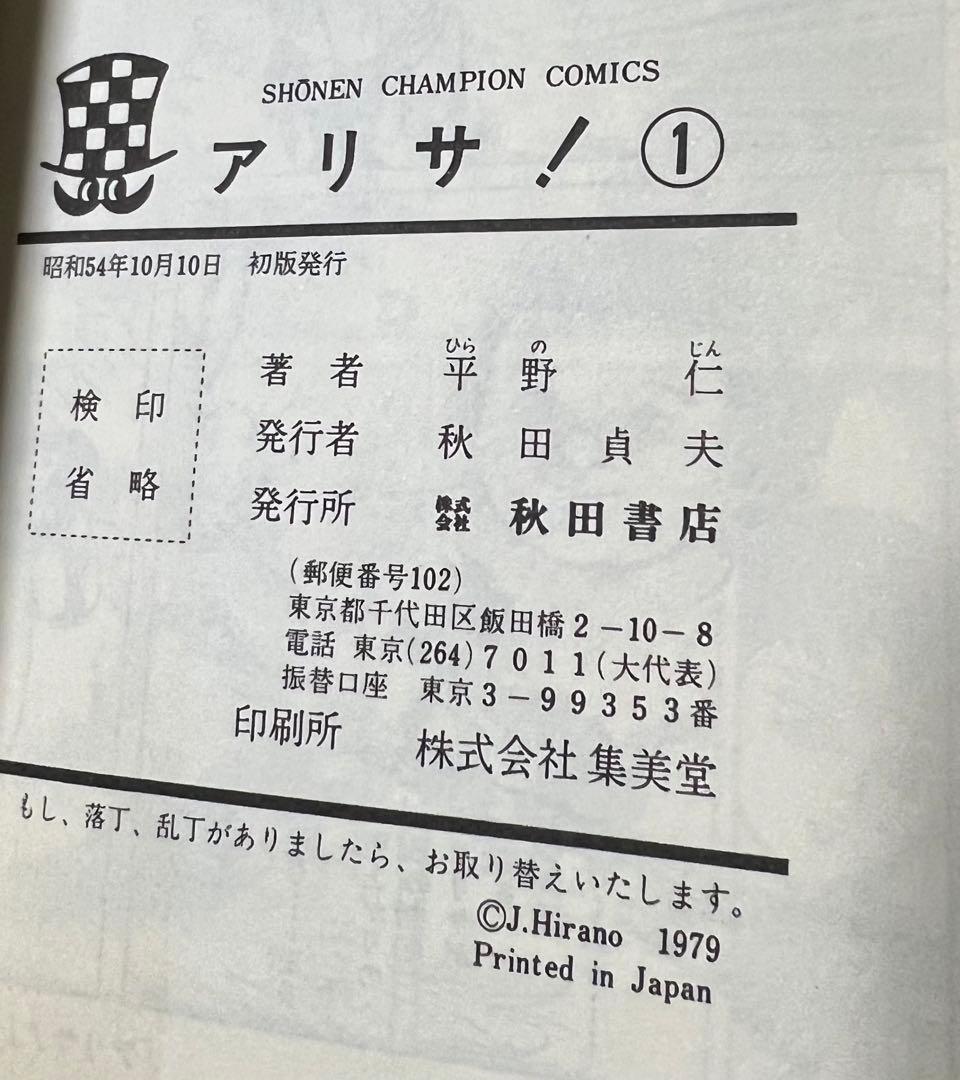 SHŌNEN CHAMPION COMICS
アリサ! ①
昭和54年10月10日 初版発行
検印
省略
著者 平野仁
ひらの じん
発行者 秋田貞夫
発行所 株式会社 秋田書店
(郵便番号102)
東京都千代田区飯田橋2-10-8
電話 東京(264)7011(大代表)
振替口座 東京3-99353番
印刷所 株式会社 集美堂
もし、落丁、乱丁がありましたら、お取り替えいたします。
©J.Hirano 1979
Printed in Japan